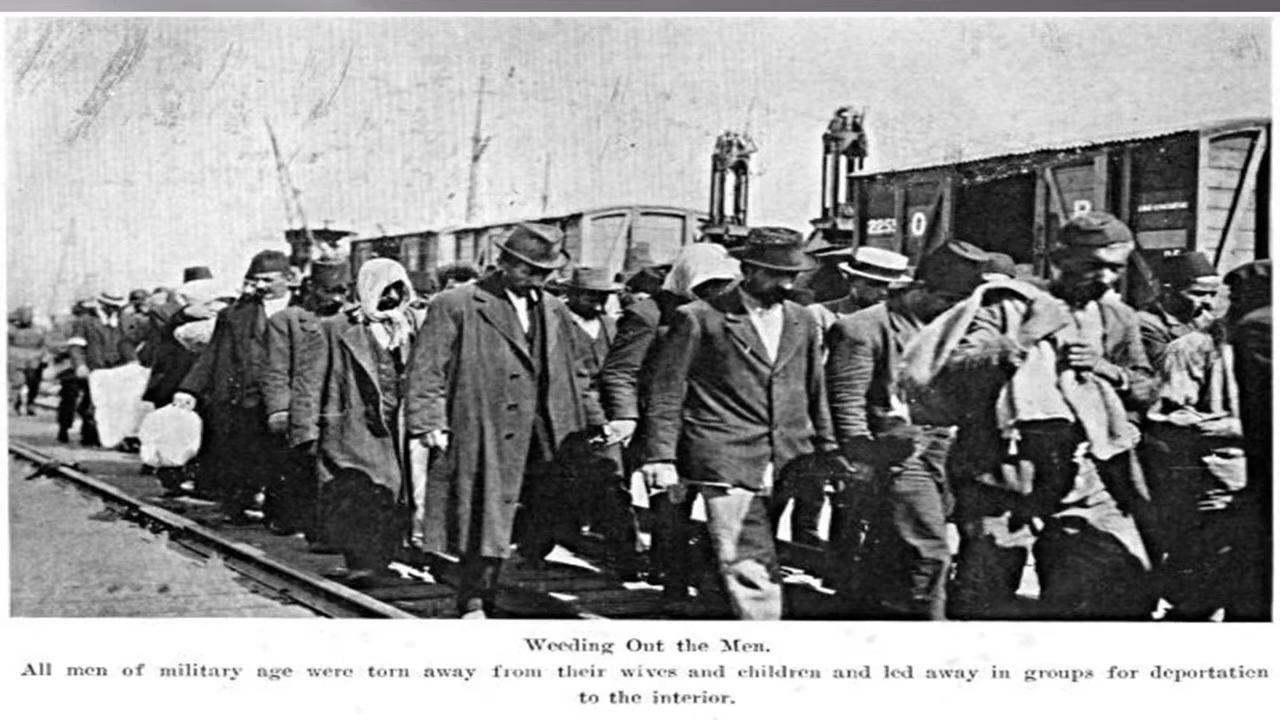 2251 O
R
Weeding Out the Men.
All men of military age were torn away from their wives and children and led away in groups for deportation
to the interior.